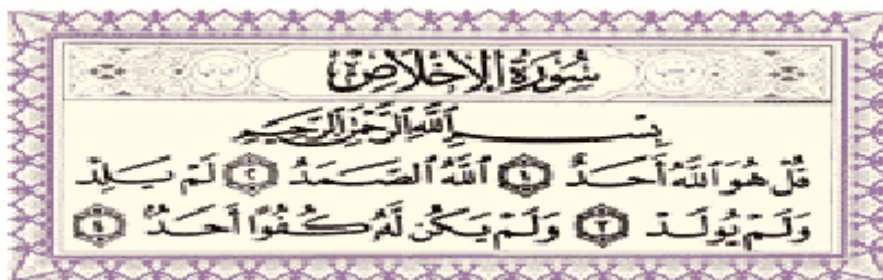 سُورَةُ الإِخْلَاصِ
بِسْمِ اللَّهِ الرَّحْمَٰنِ الرَّحِيمِ
قُلْ هُوَ اللَّهُ أَحَدٌ ١ اللَّهُ الصَّمَدُ ٢ لَمْ يَلِدْ
وَلَمْ يُولَدْ ٣ وَلَمْ يَكُن لَّهُ كُفُوًا أَحَدٌ ٤